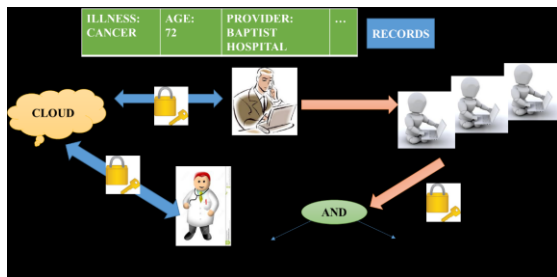 ILLNESS: AGE: PROVIDER: ...
CANCER 72 BAPTIST
HOSPITAL
RECORDS
CLOUD
AND